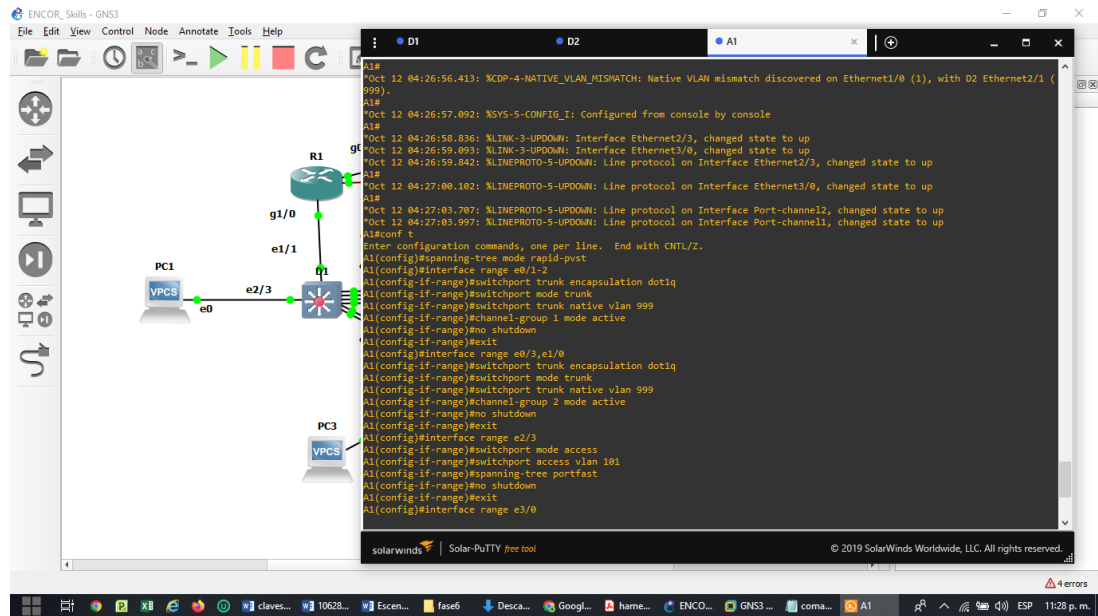 ENCOR_Skills - GNS3
File Edit View Control Node Annotate Tools Help
D1
D2
A1
A1#
*Oct 12 04:26:56.413: %CDP-4-NATIVE_VLAN_MISMATCH: Native VLAN mismatch discovered on Ethernet1/0 (1), with D2 Ethernet2/1 (
999).
A1#
*Oct 12 04:26:57.092: %SYS-5-CONFIG_I: Configured from console by console
A1#
*Oct 12 04:26:58.836: %LINK-3-UPDOWN: Interface Ethernet2/3, changed state to up
*Oct 12 04:26:59.093: %LINK-3-UPDOWN: Interface Ethernet3/0, changed state to up
*Oct 12 04:26:59.842: %LINEPROTO-5-UPDOWN: Line protocol on Interface Ethernet2/3, changed state to up
A1#
*Oct 12 04:27:00.102: %LINEPROTO-5-UPDOWN: Line protocol on Interface Ethernet3/0, changed state to up
A1#
*Oct 12 04:27:03.707: %LINEPROTO-5-UPDOWN: Line protocol on Interface Port-channel2, changed state to up
*Oct 12 04:27:03.997: %LINEPROTO-5-UPDOWN: Line protocol on Interface Port-channel1, changed state to up
A1#conf t
Enter configuration commands, one per line. End with CNTL/Z.
A1(config)#spanning-tree mode rapid-pvst
A1(config)#interface range e0/1-2
A1(config-if-range)#switchport trunk encapsulation dot1q
A1(config-if-range)#switchport mode trunk
A1(config-if-range)#switchport trunk native vlan 999
A1(config-if-range)#channel-group 1 mode active
A1(config-if-range)#no shutdown
A1(config-if-range)#exit
A1(config)#interface range e0/3,e1/0
A1(config-if-range)#switchport trunk encapsulation dot1q
A1(config-if-range)#switchport mode trunk
A1(config-if-range)#switchport trunk native vlan 999
A1(config-if-range)#channel-group 2 mode active
A1(config-if-range)#no shutdown
A1(config-if-range)#exit
A1(config)#interface range e2/3
A1(config-if-range)#switchport mode access
A1(config-if-range)#switchport access vlan 101
A1(config-if-range)#spanning-tree portfast
A1(config-if-range)#no shutdown
A1(config-if-range)#exit
A1(config)#interface range e3/0
R1
g1/0
e1/1
D1
PC1
VPCS
e0
e2/3
PC3
VPCS
solarwinds Solar-PuTTY free tool
© 2019 SolarWinds Worldwide, LLC. All rights reserved.
4 errors
claves... 10628... Escen... fase6 Desca... Googl... hame... ENCO... GNS3 ... coma... A1 ESP 11:28 p. m.